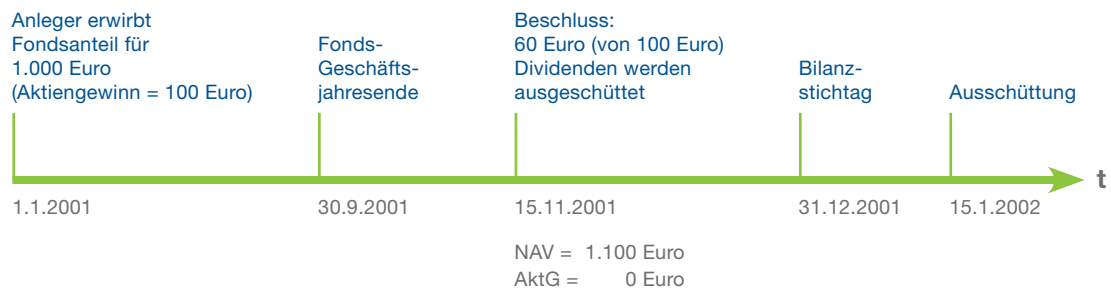 Anleger erwirbt
Fondsanteil für
1.000 Euro
(Aktiengewinn = 100 Euro)
Fonds-
Geschäfts-
jahresende
Beschluss:
60 Euro (von 100 Euro)
Dividenden werden
ausgeschüttet
Bilanz-
stichtag
Ausschüttung
t
1.1.2001
30.9.2001
15.11.2001
31.12.2001
15.1.2002
NAV = 1.100 Euro
AktG = 0 Euro